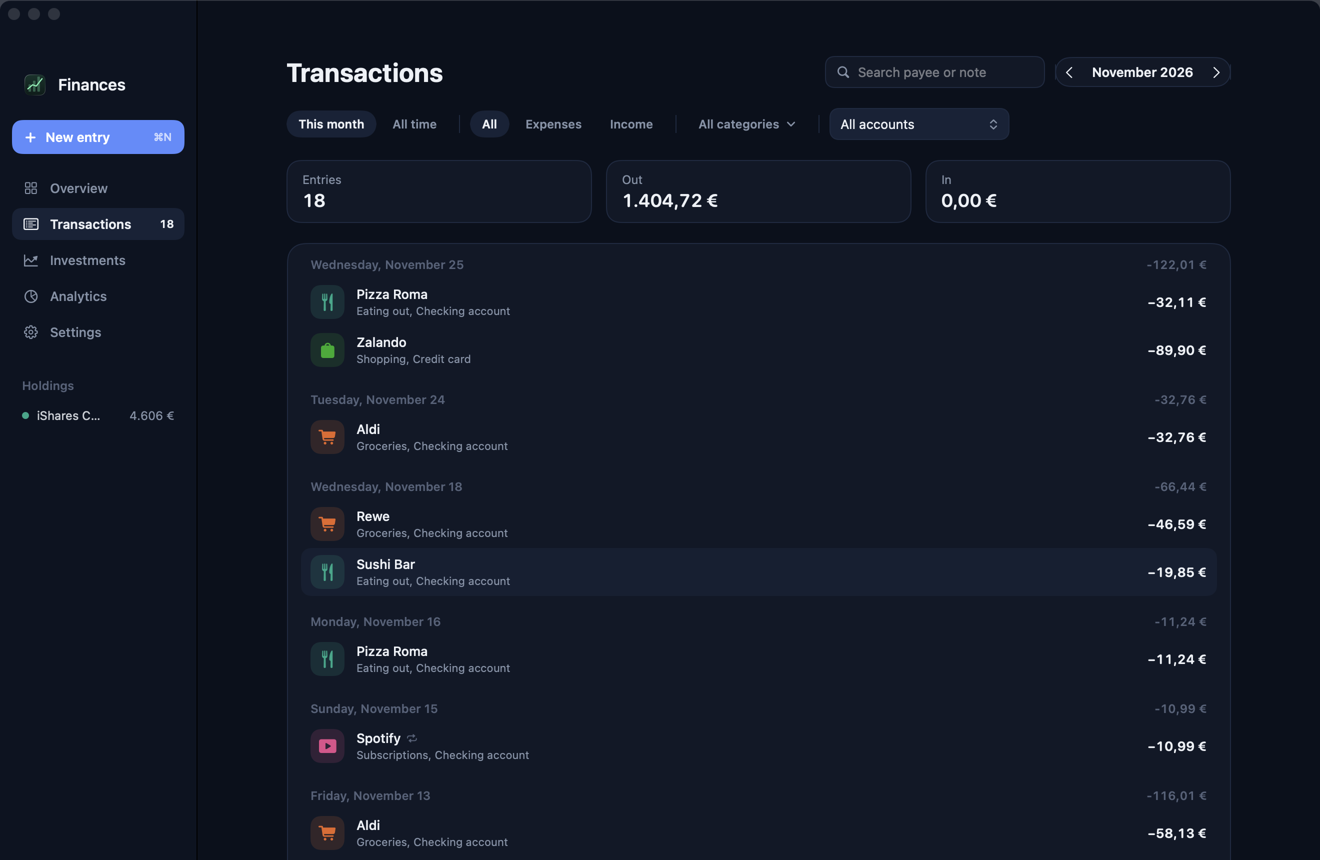 Finances
New entry ⌘N
Overview
Transactions 18
Investments
Analytics
Settings
Holdings
iShares C... 4.606 €
Transactions
Search payee or note
November 2026
This month All time All Expenses Income All categories All accounts
Entries
18
Out
1.404,72 €
In
0,00 €
Wednesday, November 25 -122,01 €
Pizza Roma
Eating out, Checking account
−32,11 €
Zalando
Shopping, Credit card
−89,90 €
Tuesday, November 24 -32,76 €
Aldi
Groceries, Checking account
−32,76 €
Wednesday, November 18 -66,44 €
Rewe
Groceries, Checking account
−46,59 €
Sushi Bar
Eating out, Checking account
−19,85 €
Monday, November 16 -11,24 €
Pizza Roma
Eating out, Checking account
−11,24 €
Sunday, November 15 -10,99 €
Spotify
Subscriptions, Checking account
−10,99 €
Friday, November 13 -116,01 €
Aldi
Groceries, Checking account
−58,13 €